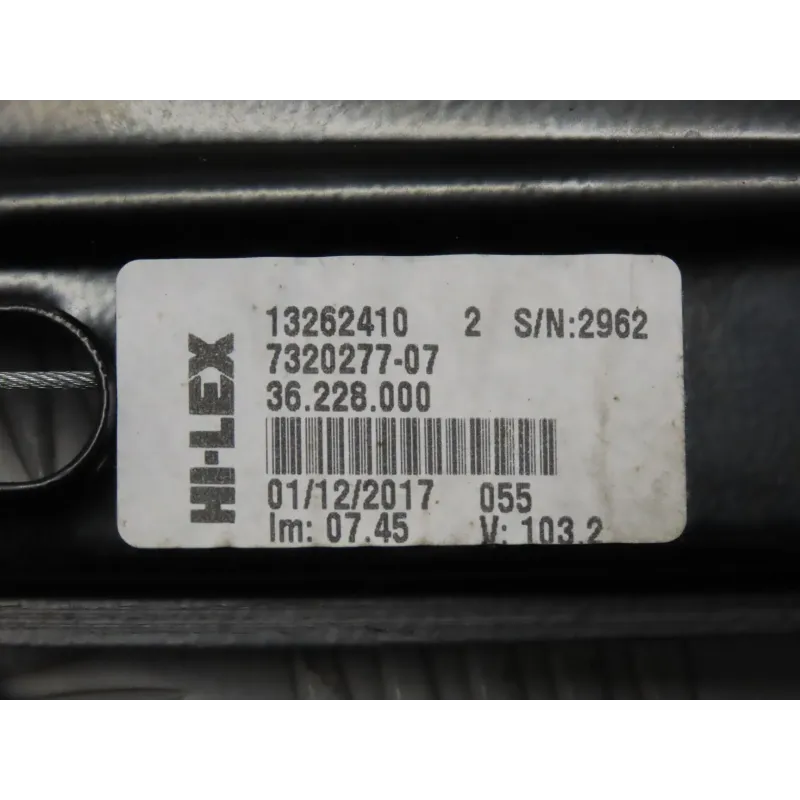 HI-LEX
13262410 2 S/N:2962
7320277-07
36.228.000
01/12/2017 055
Im: 07.45 V: 103.2